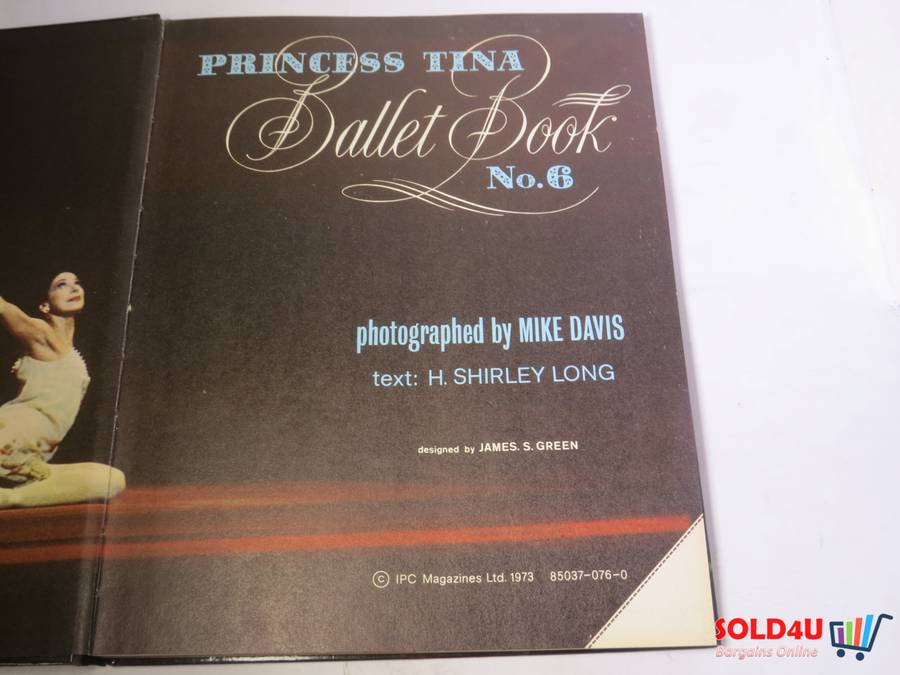 PRINCESS TINA
Ballet Book
No.6
photographed by MIKE DAVIS
text: H. SHIRLEY LONG
designed by JAMES. S. GREEN
© IPC Magazines Ltd. 1973 85037-076-0
SOLD4U
Bargains Online